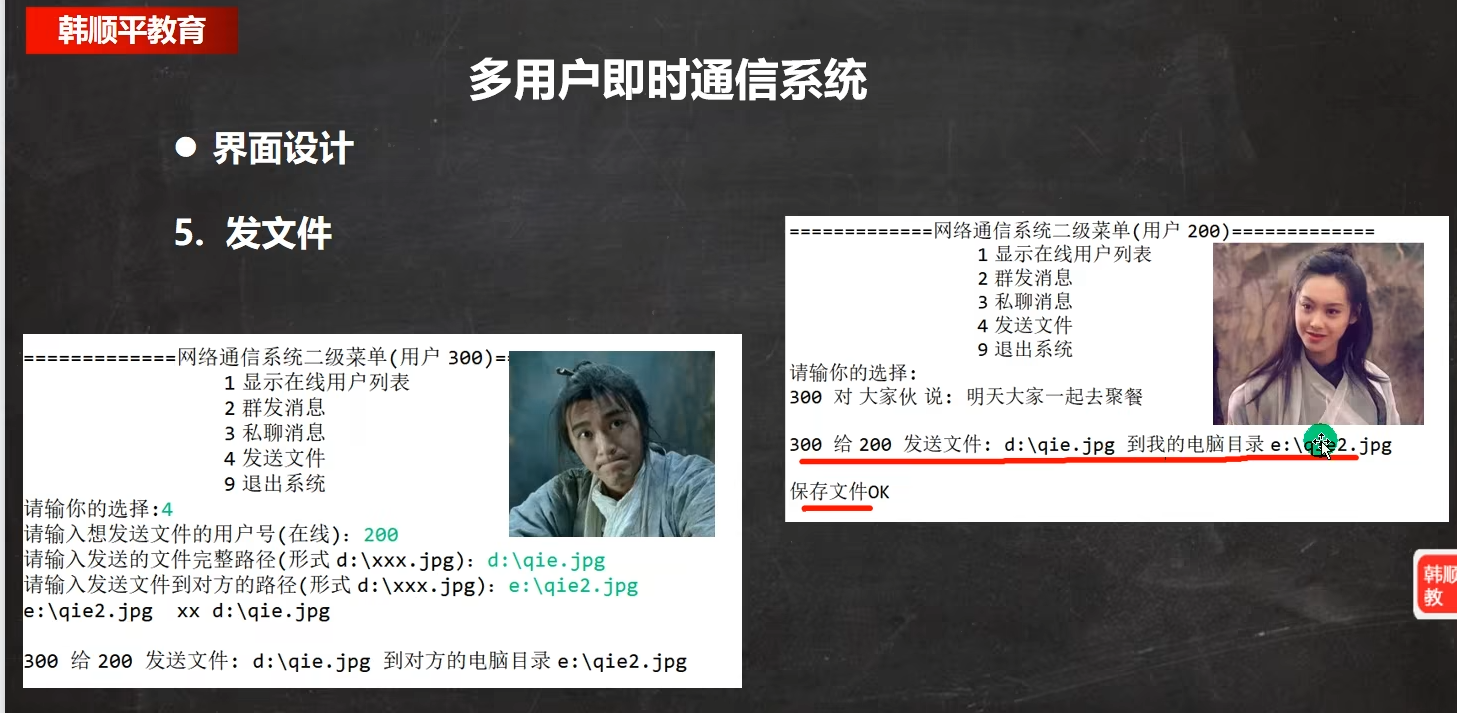 韩顺平教育
多用户即时通信系统
● 界面设计
5. 发文件
=============网络通信系统二级菜单(用户 300)==
1 显示在线用户列表
2 群发消息
3 私聊消息
4 发送文件
9 退出系统
请输你的选择:4
请输入想发送文件的用户号(在线): 200
请输入发送的文件完整路径(形式 d:\xxx.jpg): d:\qie.jpg
请输入发送文件到对方的路径(形式 d:\xxx.jpg): e:\qie2.jpg
e:\qie2.jpg xx d:\qie.jpg
300 给 200 发送文件: d:\qie.jpg 到对方的电脑目录 e:\qie2.jpg
=============网络通信系统二级菜单(用户 200)=============
1 显示在线用户列表
2 群发消息
3 私聊消息
4 发送文件
9 退出系统
请输你的选择:
300 对 大家伙 说: 明天大家一起去聚餐
300 给 200 发送文件: d:\qie.jpg 到我的电脑目录 e:\qie2.jpg
保存文件OK
韩顺
教